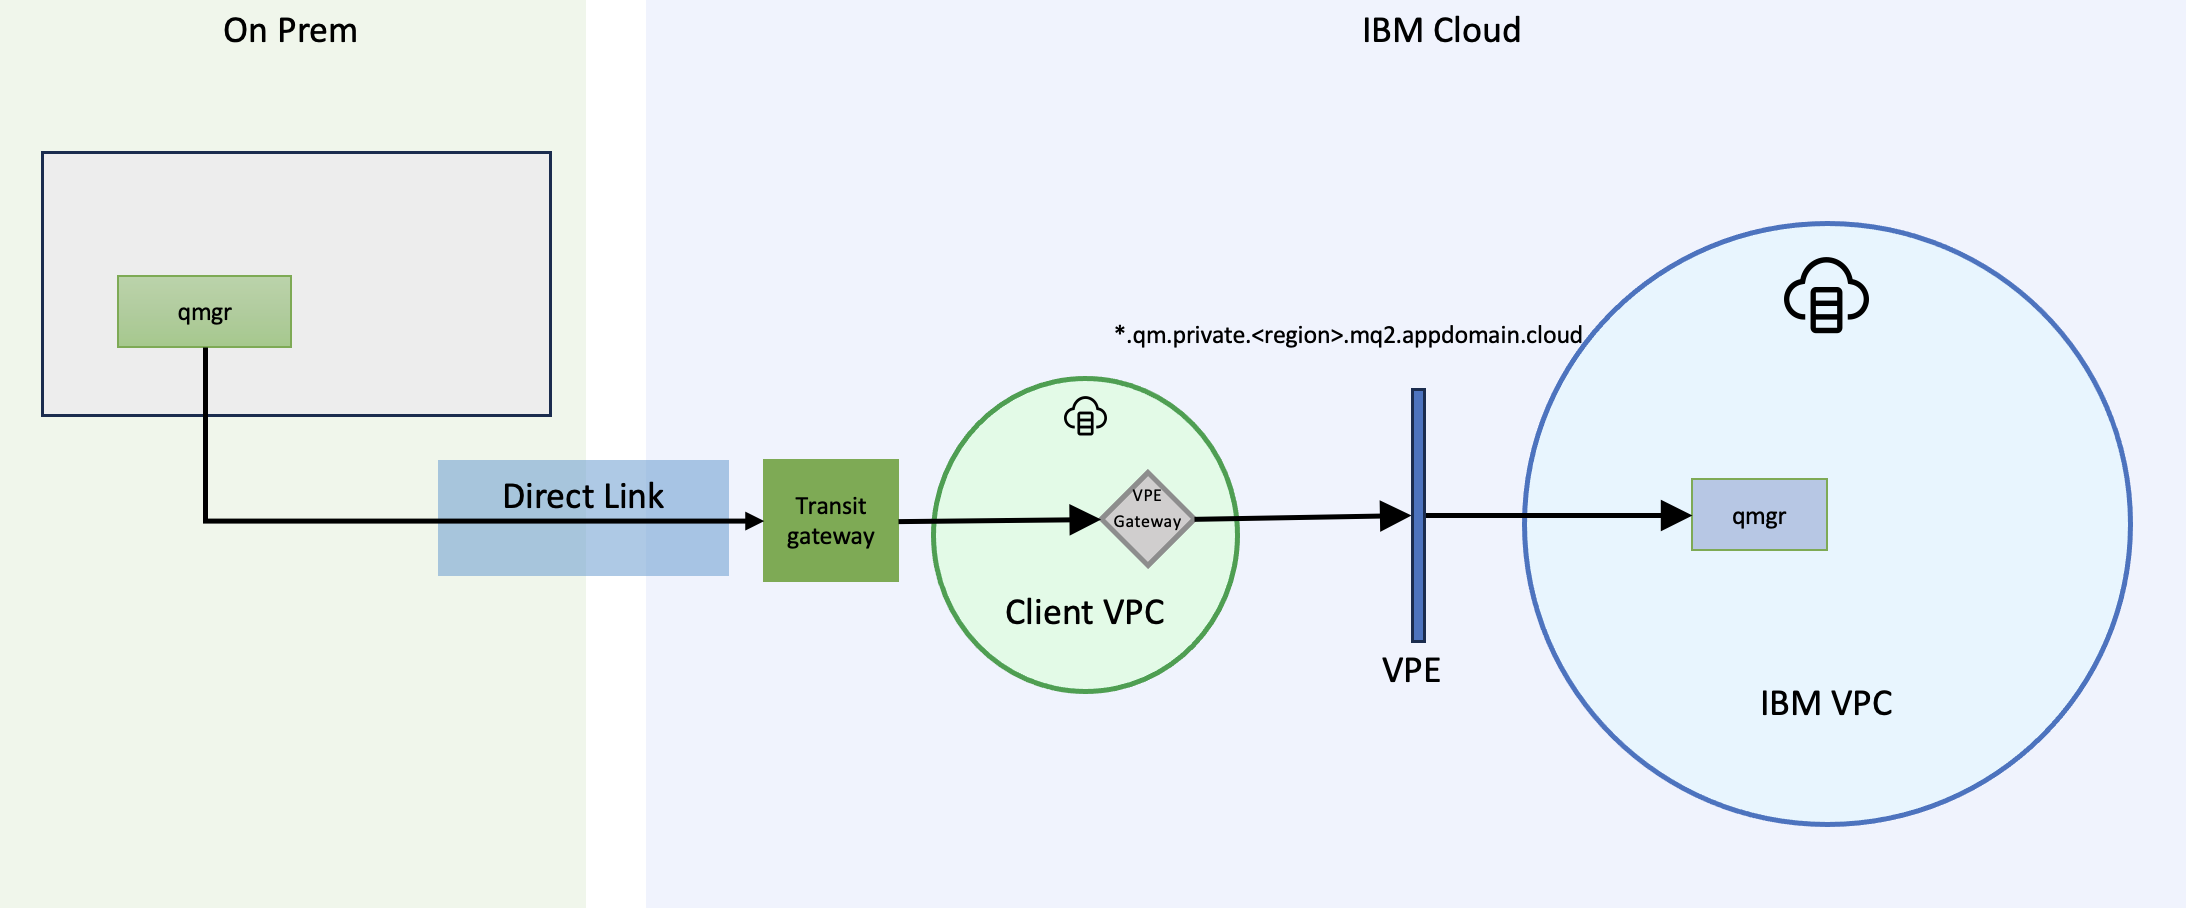 On Prem
IBM Cloud
qmgr
*.qm.private.<region>.mq2.appdomain.cloud
Direct Link
Transit
gateway
VPE
Gateway
qmgr
Client VPC
VPE
IBM VPC